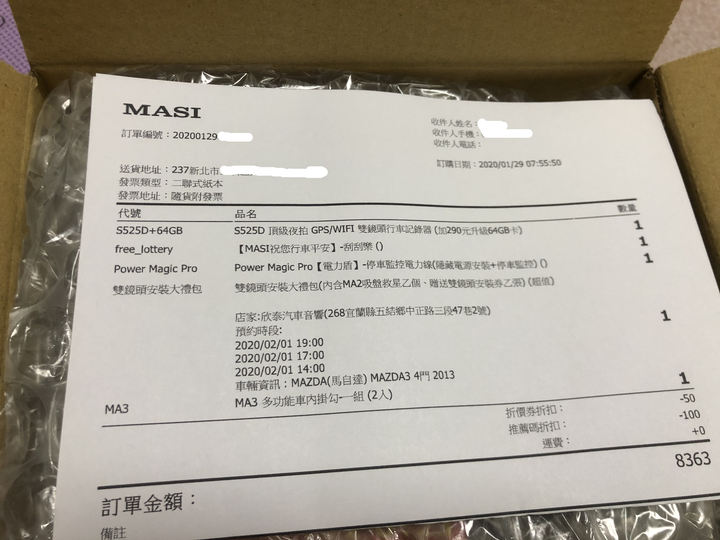 MASI
訂單編號：20200129
收件人姓名：
收件人手機：
收件人電話：
送貨地址：237新北市
訂購日期：2020/01/29 07:55:50
發票類型：二聯式紙本
發票地址：隨貨附發票
代號 品名 數量
S525D+64GB S525D 頂級夜拍 GPS/WIFI 雙鏡頭行車記錄器 (加290元升級64GB卡) 1
free_lottery 【MASI祝您行車平安】-刮刮樂 () 1
Power Magic Pro Power Magic Pro【電力盾】-停車監控電力線(隱藏電源安裝+停車監控) () 1
雙鏡頭安裝大禮包 雙鏡頭安裝大禮包(內含MA2吸盤救星乙個、贈送雙鏡頭安裝券乙張) (超值)
店家:欣泰汽車音響(268宜蘭縣五結鄉中正路三段47巷2號) 1
預約時段:
2020/02/01 19:00
2020/02/01 17:00
2020/02/01 14:00
車輛資訊：MAZDA(馬自達) MAZDA3 4門 2013
MA3 MA3 多功能車內掛勾-一組 (2入) 1
折價券折扣： -50
推薦碼折扣： -100
運費： +0
訂單金額： 8363
備註